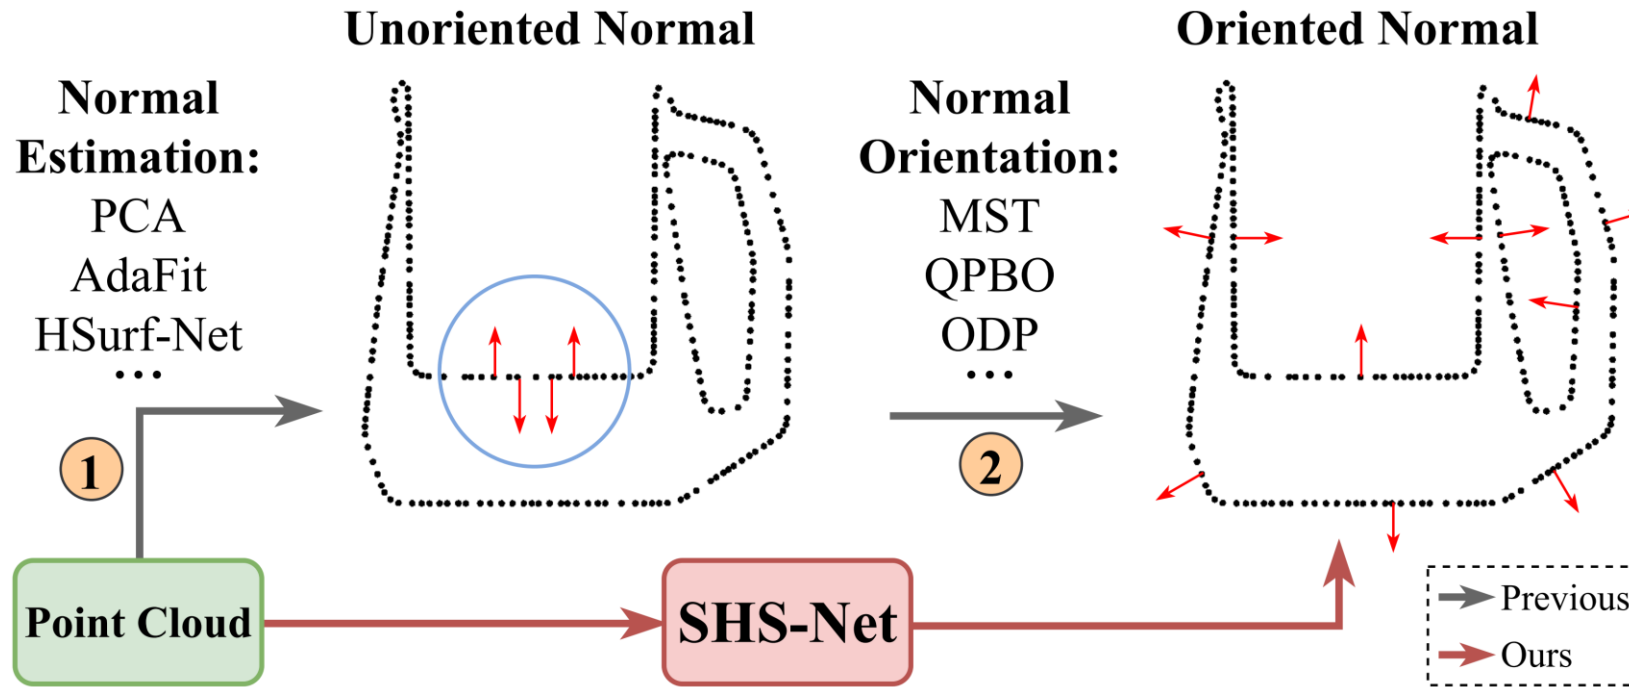 Unoriented Normal
Oriented Normal
Normal
Estimation:
PCA
AdaFit
HSurf-Net
...
Normal
Orientation:
MST
QPBO
ODP
...
1
2
Point Cloud
SHS-Net
Previous
Ours